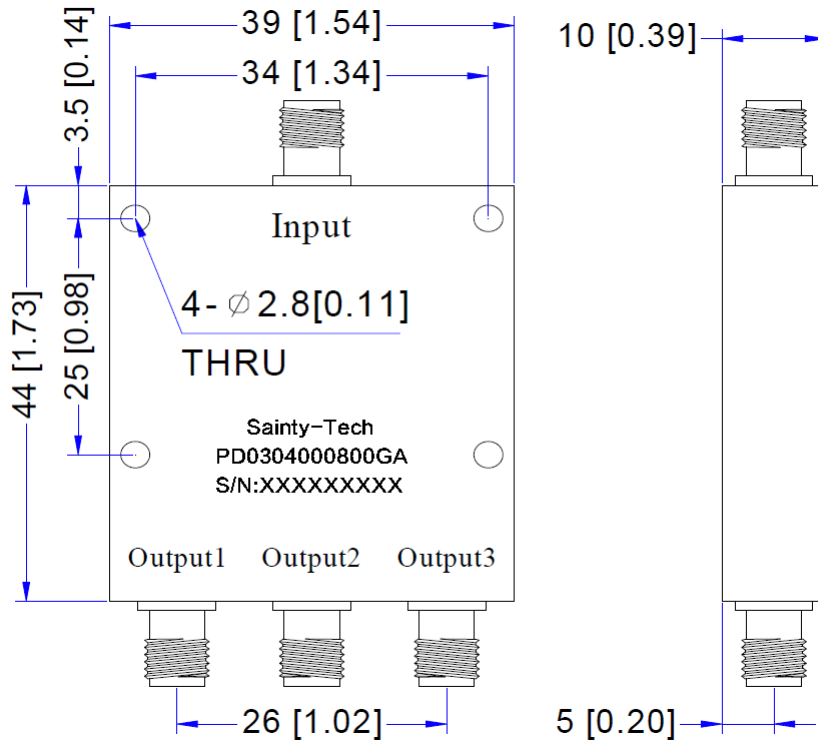 39 [1.54]
10 [0.39]
34 [1.34]
3.5 [0.14]
Input
4-∅2.8[0.11]
THRU
44 [1.73]
25 [0.98]
Sainty-Tech
PD0304000800GA
S/N:XXXXXXXXX
Output1 Output2 Output3
26 [1.02]
5 [0.20]